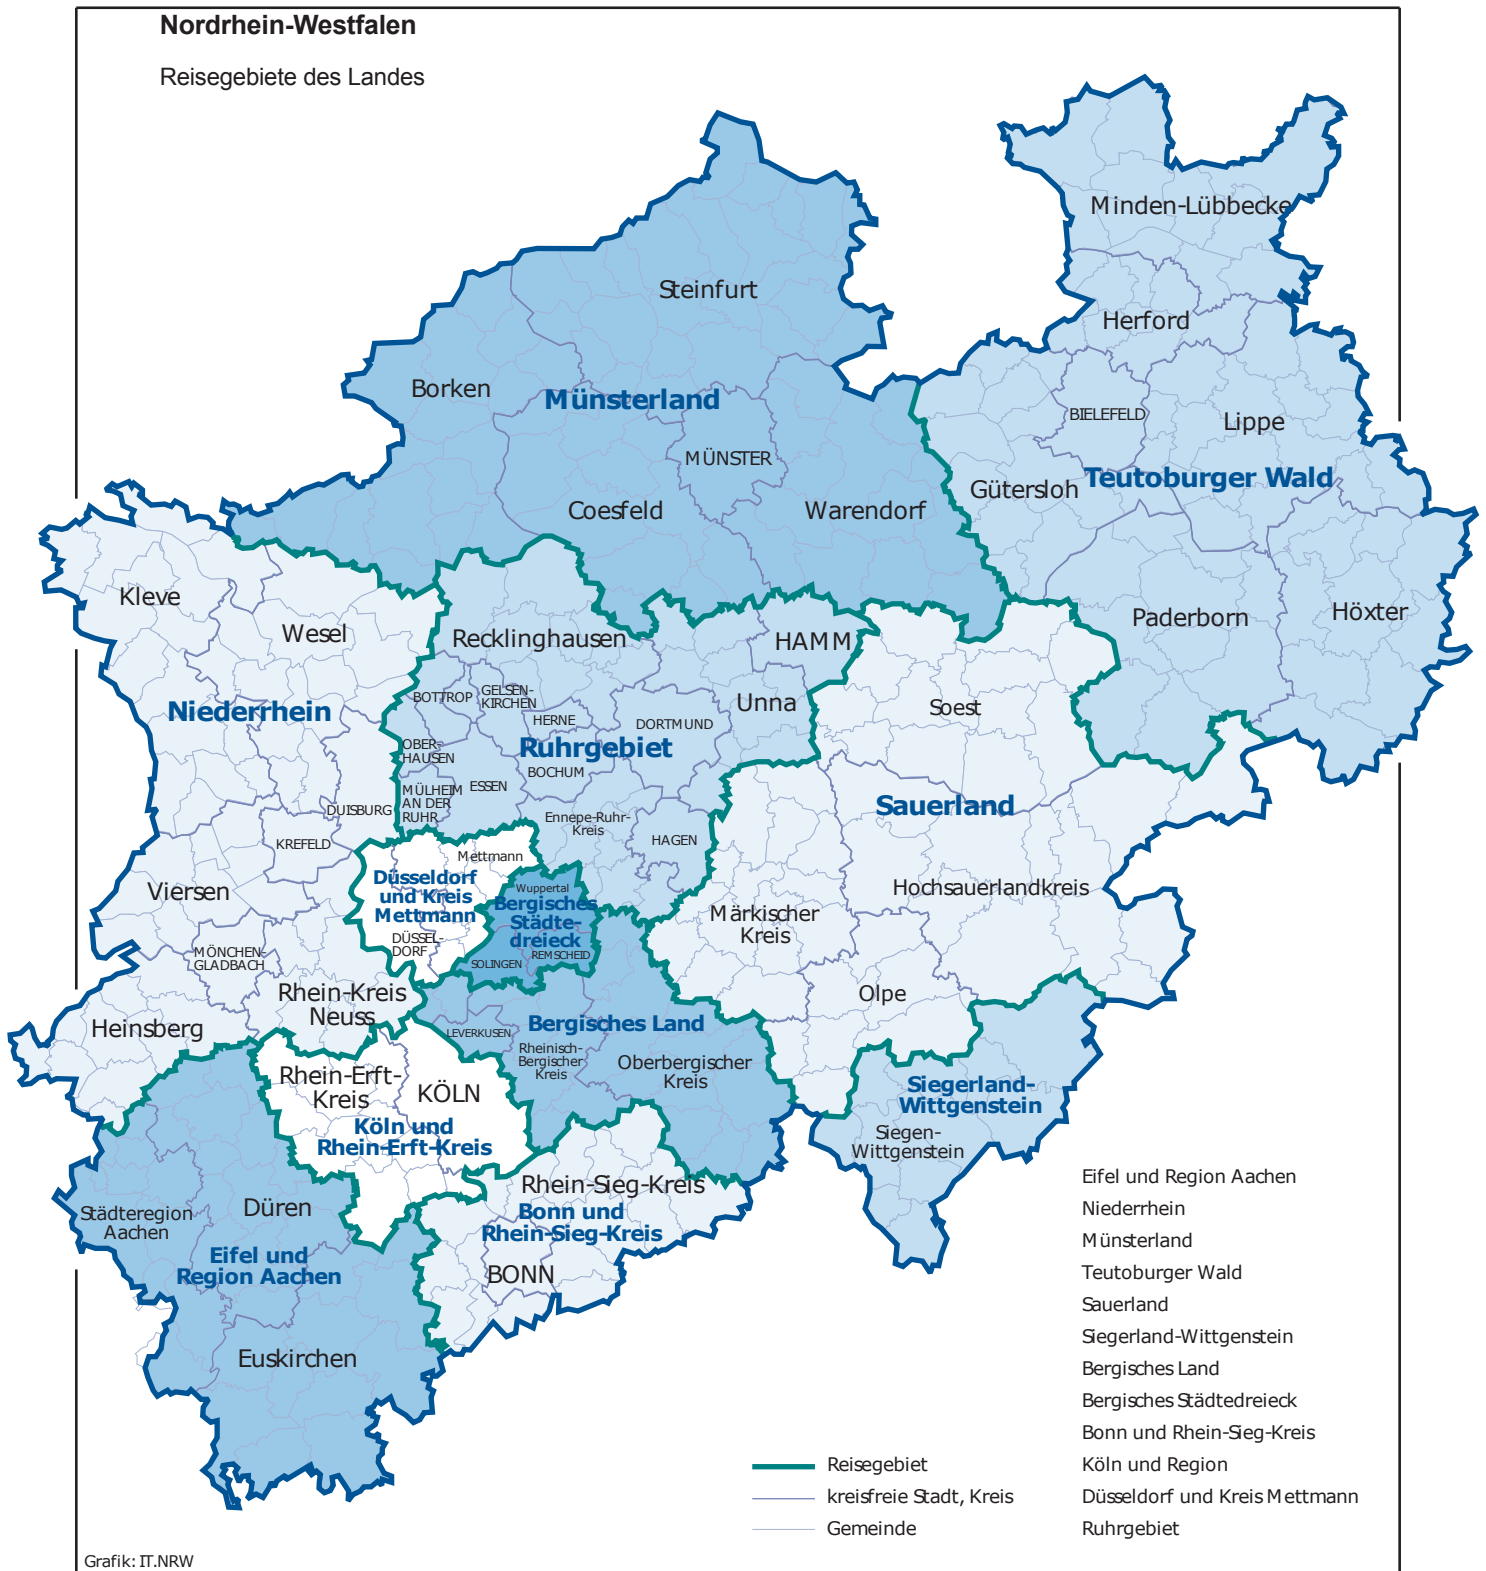 Nordrhein-Westfalen
Reisegebiete des Landes
Minden-Lübbecke
Steinfurt
Herford
Borken
Münsterland
BIELEFELD
Lippe
MÜNSTER
Teutoburger Wald
Gütersloh
Coesfeld
Warendorf
Kleve
Wesel
Recklinghausen
HAMM
Paderborn
Höxter
Niederrhein
BOTTROP
GELSEN-
KIRCHEN
HERNE
DORTMUND
Unna
Soest
OBER-
HAUSEN
Ruhrgebiet
BOCHUM
MÜLHEIM
AN DER
RUHR
ESSEN
DUISBURG
Ennepe-Ruhr-
Kreis
HAGEN
Sauerland
KREFELD
Mettmann
Düsseldorf
und Kreis
Mettmann
Viersen
Wuppertal
Bergisches
Städte-
dreieck
Hochsauerlandkreis
Märkischer
Kreis
DÜSSEL-
DORF
SOLINGEN
REMSCHEID
MÖNCHEN-
GLADBACH
Rhein-Kreis
Neuss
Olpe
Heinsberg
LEVERKUSEN
Bergisches Land
Rheinisch-
Bergischer
Kreis
Oberbergischer
Kreis
Rhein-Erft-
Kreis
KÖLN
Köln und
Rhein-Erft-Kreis
Siegerland-
Wittgenstein
Siegen-
Wittgenstein
Rhein-Sieg-Kreis
Bonn und
Rhein-Sieg-Kreis
BONN
Städteregion
Aachen
Düren
Eifel und
Region Aachen
Euskirchen
Eifel und Region Aachen
Niederrhein
Münsterland
Teutoburger Wald
Sauerland
Siegerland-Wittgenstein
Bergisches Land
Bergisches Städtedreieck
Bonn und Rhein-Sieg-Kreis
Köln und Region
Düsseldorf und Kreis Mettmann
Ruhrgebiet
Reisegebiet
kreisfreie Stadt, Kreis
Gemeinde
Grafik: IT.NRW